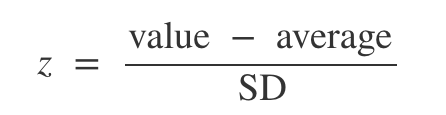 z = (value − average) / SD